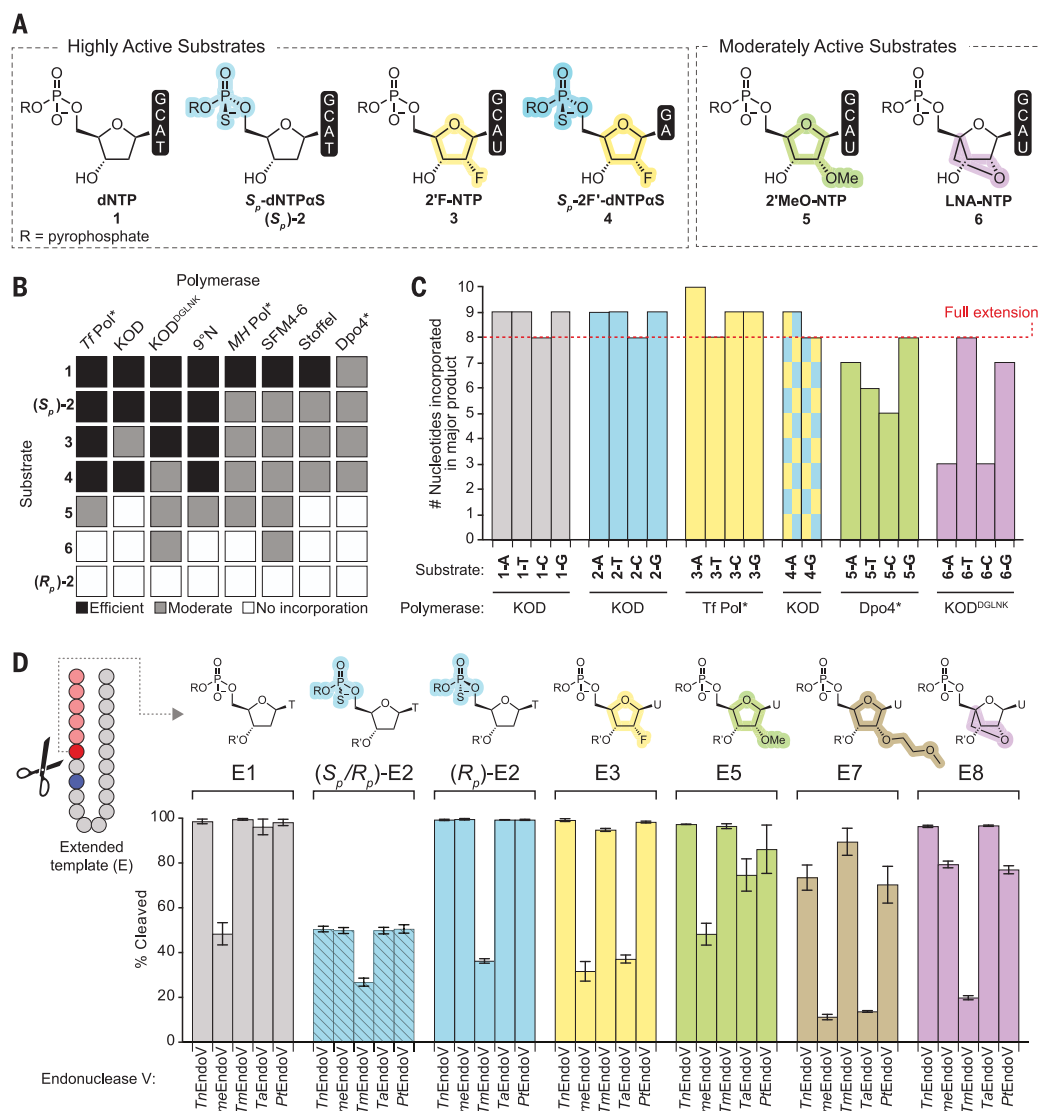 A
Highly Active Substrates
Moderately Active Substrates
O
RO P O
O-
G C A T
HO
dNTP
1
O
RO P O
S-
O
G C A T
HO
Sp-dNTPαS
(Sp)-2
O
RO P O
O-
O
G C A U
HO F
2'F-NTP
3
O
RO P O
S-
O
G A
HO F
Sp-2F'-dNTPαS
4
O
RO P O
O-
O
G C A U
HO OMe
2'MeO-NTP
5
O
RO P O
O-
O
G C A U
HO O
LNA-NTP
6
R = pyrophosphate
B
Polymerase
Tf Pol*
KOD
KOD^DGLNK
9°N
MH Pol*
SFM4-6
Stoffel
Dpo4*
Substrate
1
(Sp)-2
3
4
5
6
(Rp)-2
Efficient Moderate No incorporation
C
# Nucleotides incorporated
in major product
10
9
8
7
6
5
4
3
2
1
0
Full extension
Substrate: 1-A 1-T 1-C 1-G 2-A 2-T 2-C 2-G 3-A 3-T 3-C 3-G 4-A 4-G 5-A 5-T 5-C 5-G 6-A 6-T 6-C 6-G
Polymerase: KOD KOD Tf Pol* KOD Dpo4* KOD^DGLNK
D
Extended
template (E)
O
RO P O
O-
O T
R'O
E1
O
RO P O
S
O T
R'O
(Sp/Rp)-E2
O
RO P O
S
O T
R'O
(Rp)-E2
O
RO P O
O-
O U
R'O F
E3
O
RO P O
O-
O U
R'O OMe
E5
O
RO P O
O-
O U
R'O O O
E7
O
RO P O
O-
O U
R'O O
E8
% Cleaved
100
80
60
40
20
0
Endonuclease V:
TnEndoV meEndoV TmEndoV TaEndoV PtEndoV
TnEndoV meEndoV TmEndoV TaEndoV PtEndoV
TnEndoV meEndoV TmEndoV TaEndoV PtEndoV
TnEndoV meEndoV TmEndoV TaEndoV PtEndoV
TnEndoV meEndoV TmEndoV TaEndoV PtEndoV
TnEndoV meEndoV TmEndoV TaEndoV PtEndoV
TnEndoV meEndoV TmEndoV TaEndoV PtEndoV